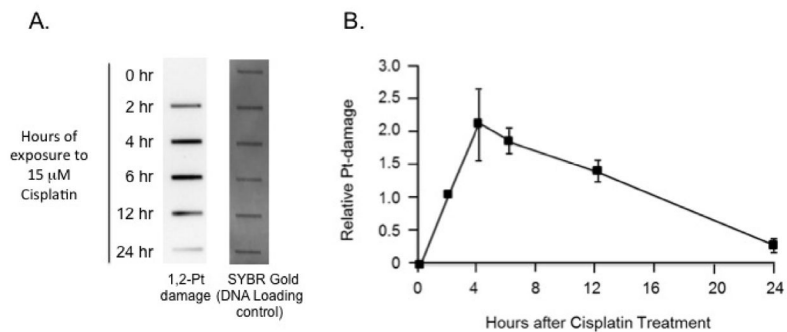 A.
0 hr
2 hr
4 hr
6 hr
12 hr
24 hr
Hours of
exposure to
15 μM
Cisplatin
1,2-Pt
damage
SYBR Gold
(DNA Loading
control)
B.
Relative Pt-damage
3.0
2.5
2.0
1.5
1.0
0.5
0
0 4 8 12 16 20 24
Hours after Cisplatin Treatment